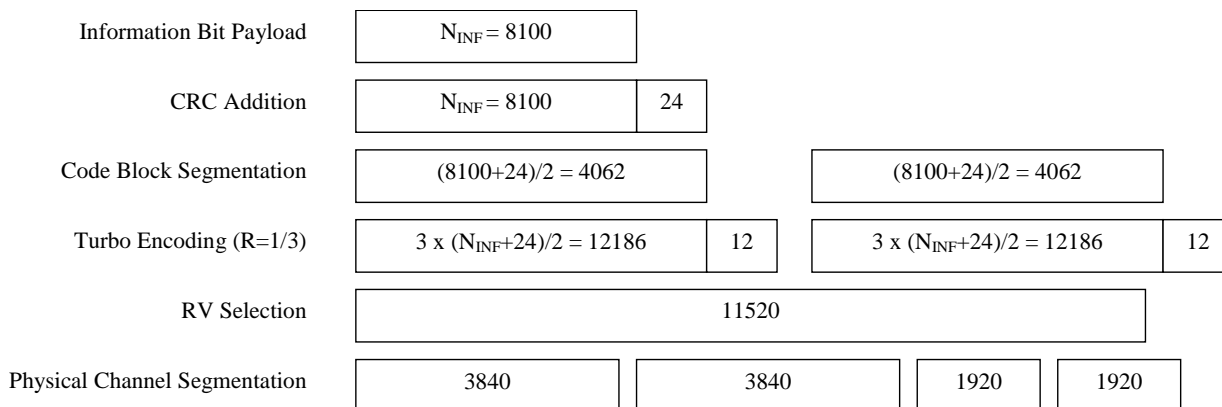 Information Bit Payload N_INF = 8100
CRC Addition N_INF = 8100 24
Code Block Segmentation (8100+24)/2 = 4062 (8100+24)/2 = 4062
Turbo Encoding (R=1/3) 3 x (N_INF+24)/2 = 12186 12 3 x (N_INF+24)/2 = 12186 12
RV Selection 11520
Physical Channel Segmentation 3840 3840 1920 1920